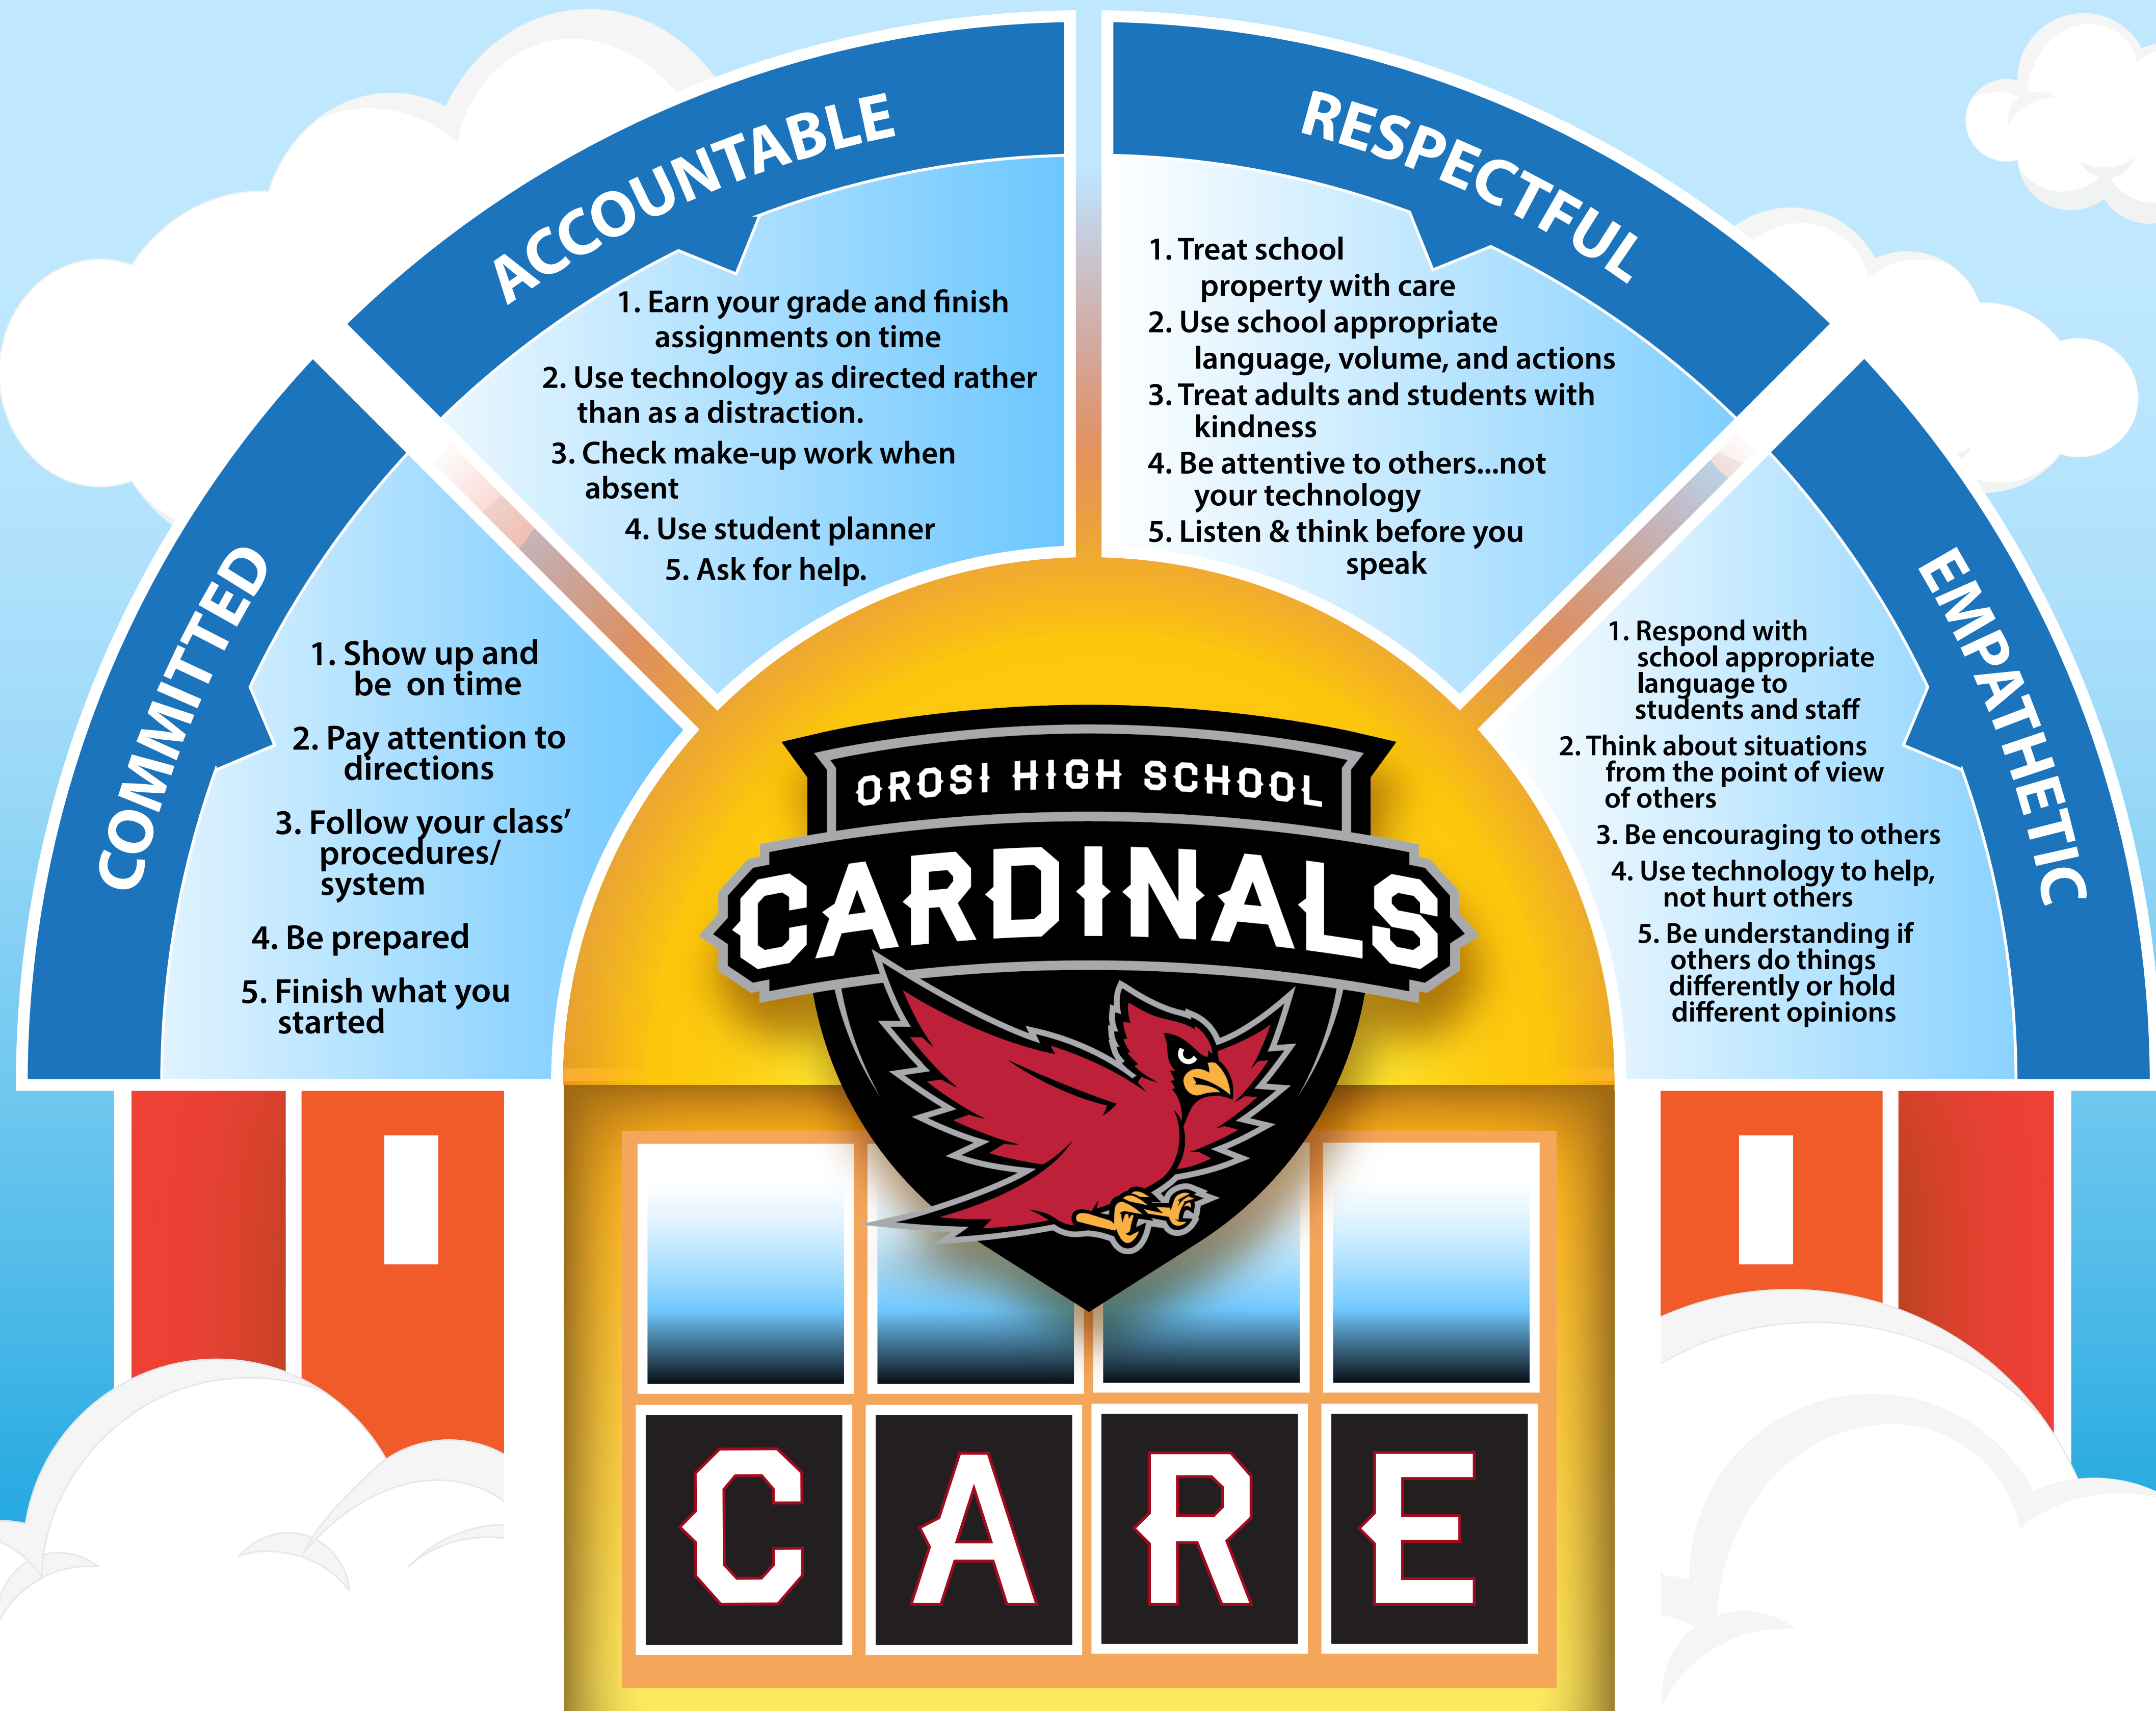 COMMITTED
1. Show up and
be on time
2. Pay attention to
directions
3. Follow your class’
procedures/
system
4. Be prepared
5. Finish what you
started
ACCOUNTABLE
1. Earn your grade and finish
assignments on time
2. Use technology as directed rather
than as a distraction.
3. Check make-up work when
absent
4. Use student planner
5. Ask for help.
RESPECTFUL
1. Treat school
property with care
2. Use school appropriate
language, volume, and actions
3. Treat adults and students with
kindness
4. Be attentive to others...not
your technology
5. Listen & think before you
speak
EMPATHETIC
1. Respond with
school appropriate
language to
students and staff
2. Think about situations
from the point of view
of others
3. Be encouraging to others
4. Use technology to help,
not hurt others
5. Be understanding if
others do things
differently or hold
different opinions
OROSI HIGH SCHOOL
CARDINALS
C A R E